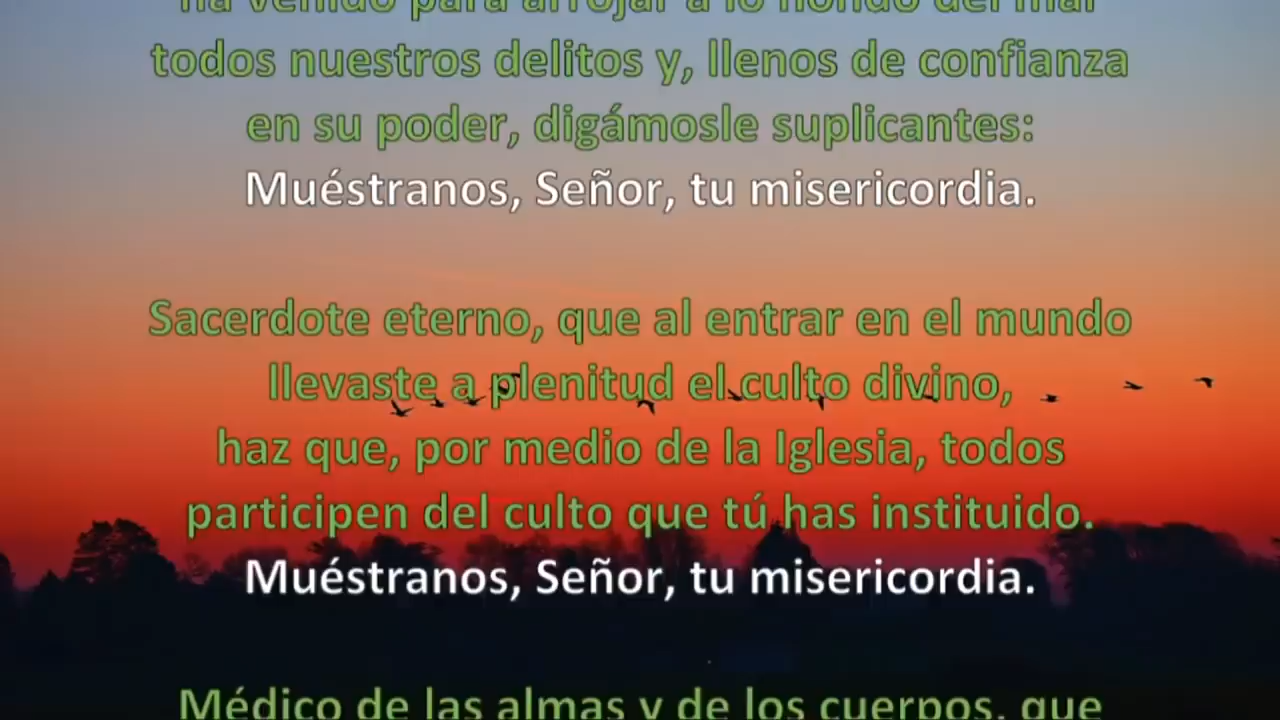 ha venido para arrojar a lo hondo del mar
todos nuestros delitos y, llenos de confianza
en su poder, digámosle suplicantes:
Muéstranos, Señor, tu misericordia.
Sacerdote eterno, que al entrar en el mundo
llevaste a plenitud el culto divino,
haz que, por medio de la Iglesia, todos
participen del culto que tú has instituido.
Muéstranos, Señor, tu misericordia.
Médico de las almas y de los cuerpos, que